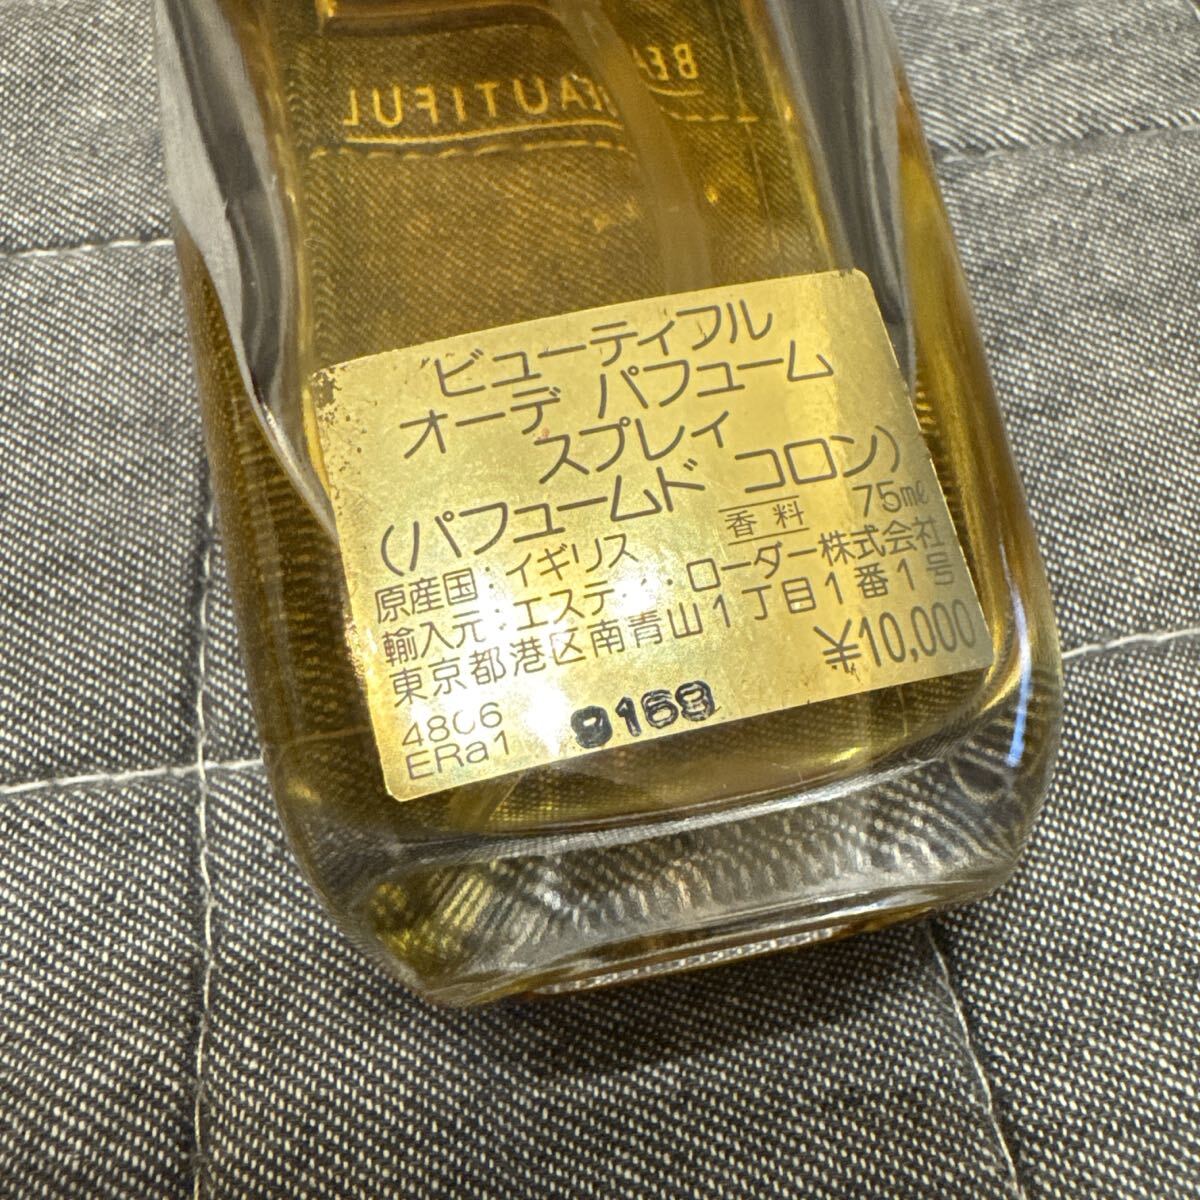 BEAUTIFUL
ビューティフル
オーデ パフューム
スプレィ
(パフュームド コロン)
香料 75mℓ
原産国:イギリス
輸入元:エスティ・ローダー株式会社
東京都港区南青山1丁目1番1号
¥10,000
4806
ERa1
9168